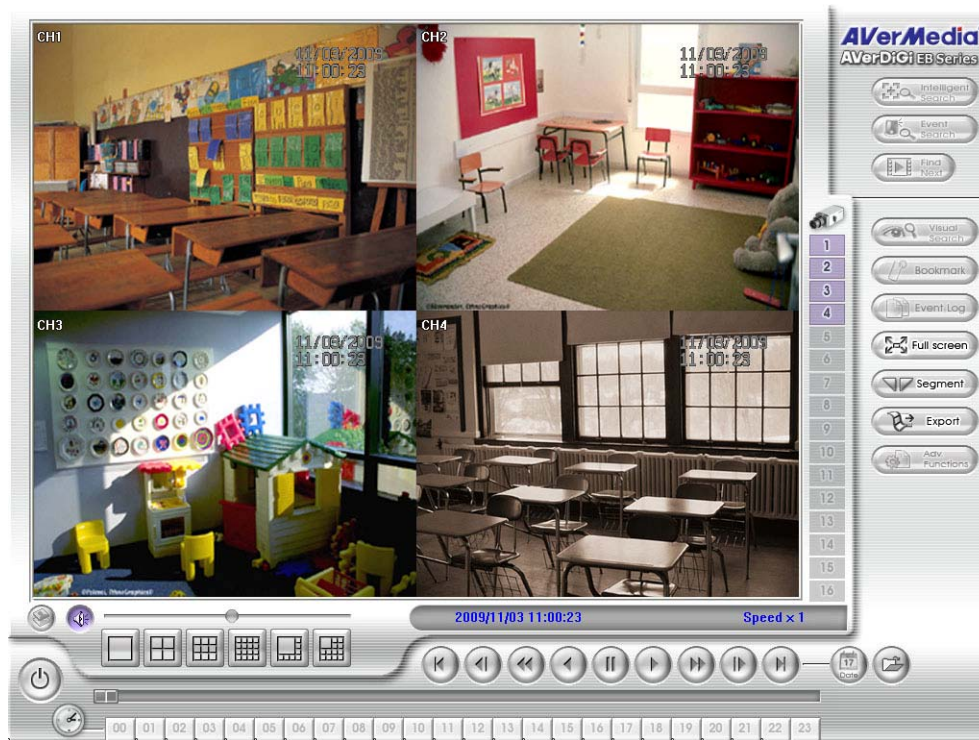 CH1
11/03/2009
11:00:23
CH2
11/03/2009
11:00:23
CH3
11/03/2009
11:00:23
CH4
11/03/2009
11:00:23
AVerMedia
AVerDiGi EB Series
Intelligent
Search
Event
Search
Find
Next
Visual
Search
Bookmark
Event Log
Full screen
Segment
Export
Adv
Functions
1
2
3
4
5
6
7
8
9
10
11
12
13
14
15
16
2009/11/03 11:00:23
Speed × 1
17
Date
00 01 02 03 04 05 06 07 08 09 10 11 12 13 14 15 16 17 18 19 20 21 22 23